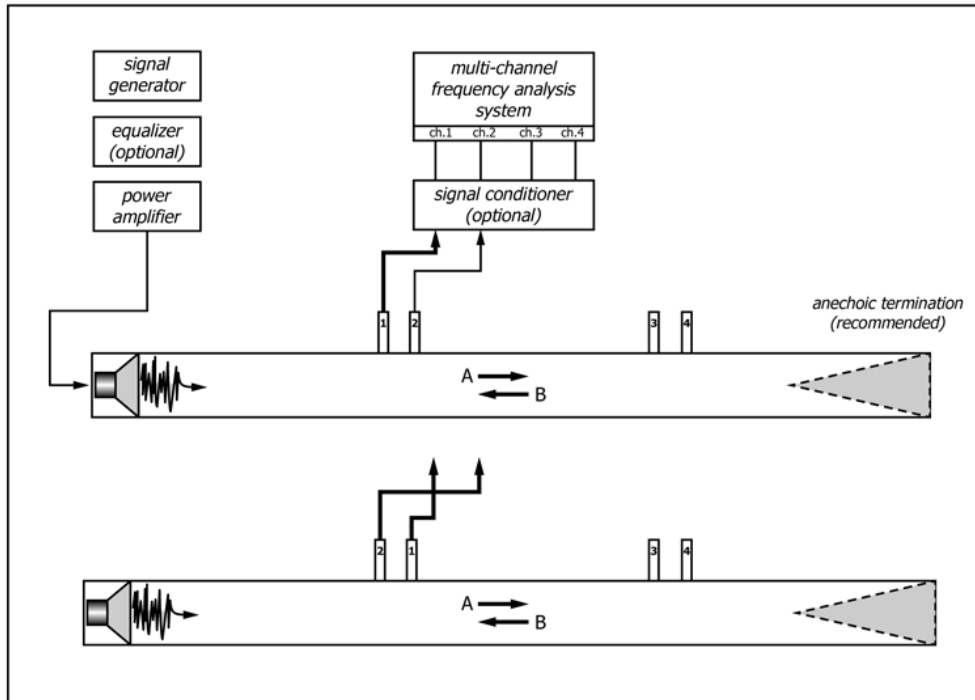 signal
generator
equalizer
(optional)
power
amplifier
multi-channel
frequency analysis
system
ch.1 ch.2 ch.3 ch.4
signal conditioner
(optional)
anechoic termination
(recommended)
1 2 3 4
A
B
2 1 3 4
A
B